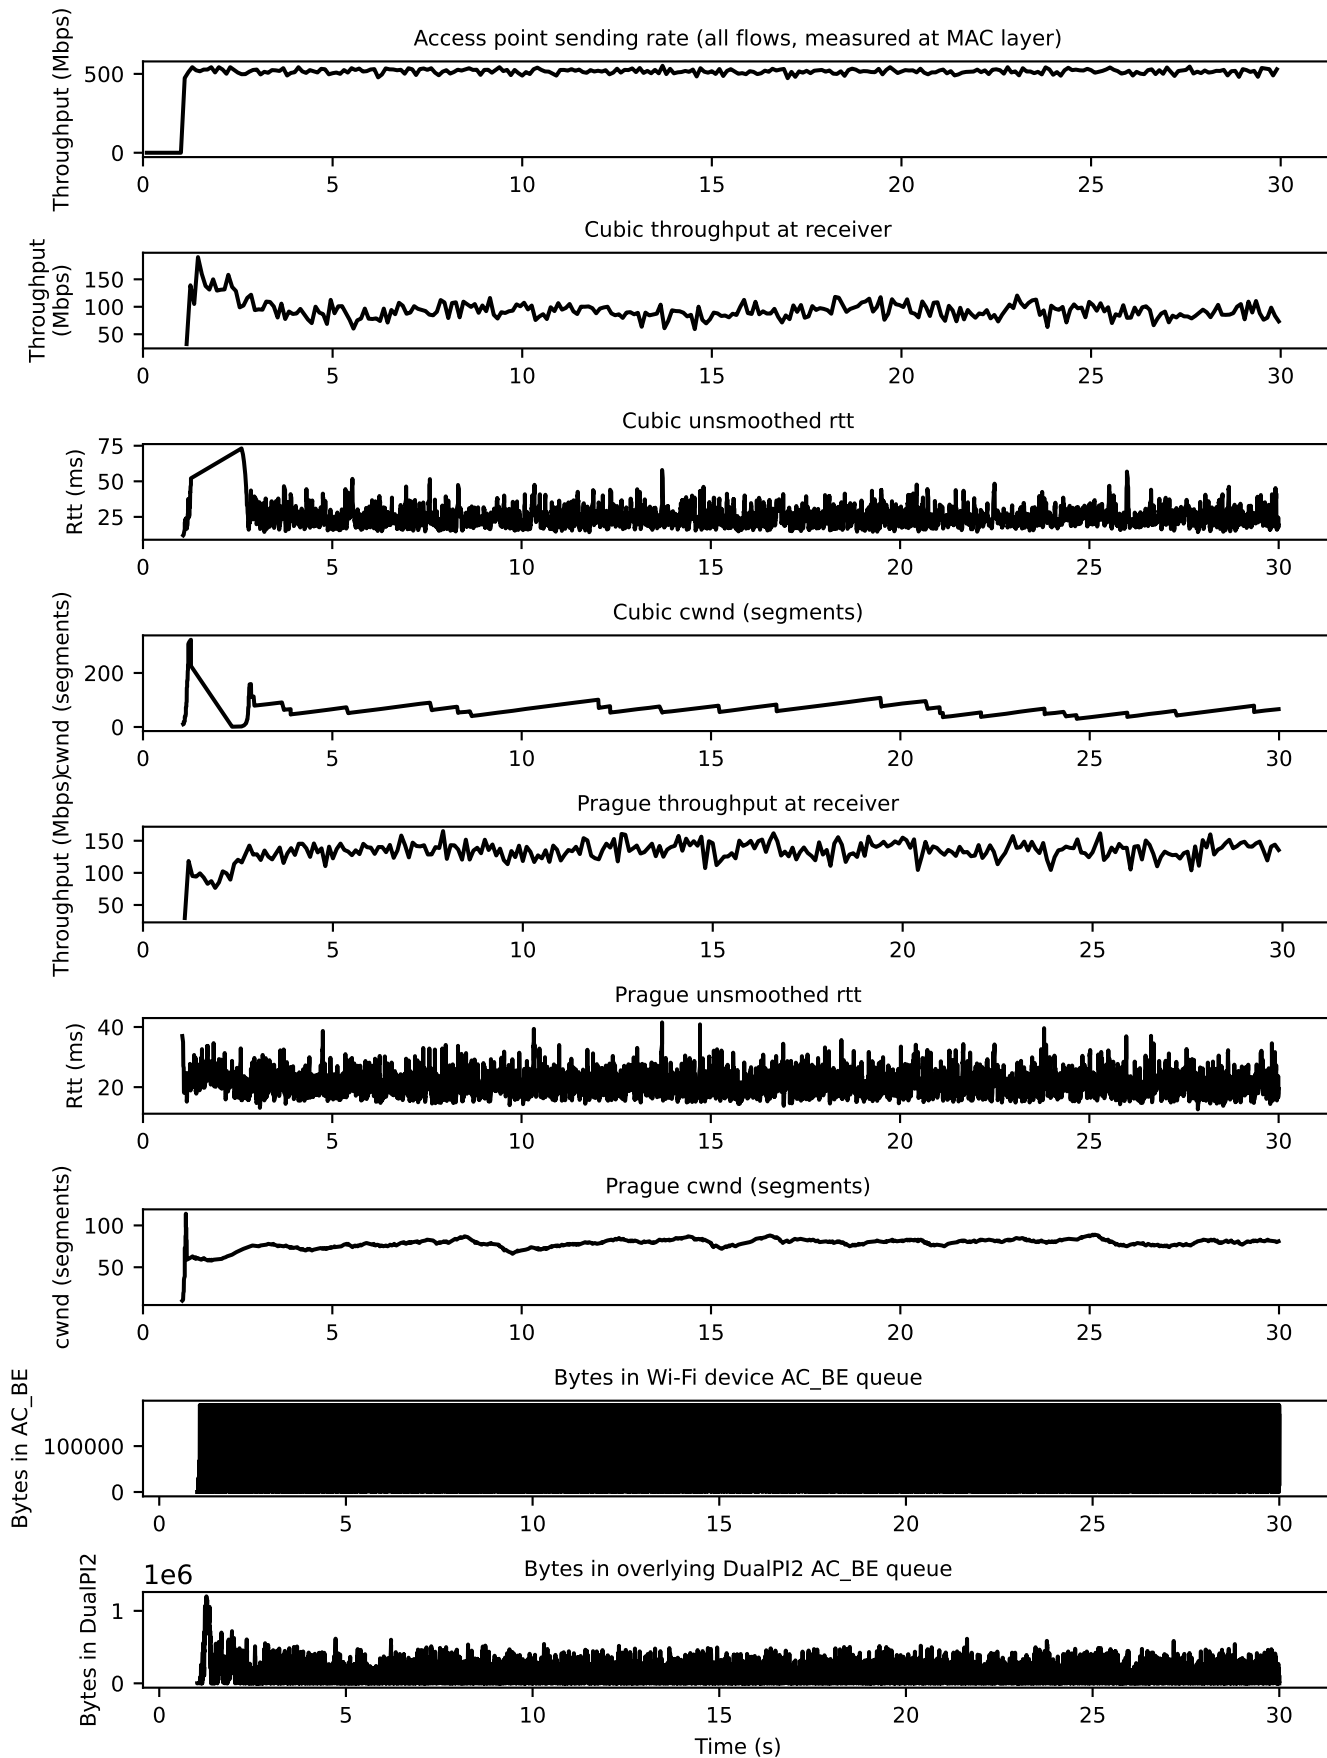 Access point sending rate (all flows, measured at MAC layer)
Throughput (Mbps)
500
0
0 5 10 15 20 25 30
Cubic throughput at receiver
Throughput
(Mbps)
150
100
50
0 5 10 15 20 25 30
Cubic unsmoothed rtt
Rtt (ms)
75
50
25
0 5 10 15 20 25 30
Cubic cwnd (segments)
cwnd (segments)
200
0
0 5 10 15 20 25 30
Prague throughput at receiver
Throughput (Mbps)
150
100
50
0 5 10 15 20 25 30
Prague unsmoothed rtt
Rtt (ms)
40
20
0 5 10 15 20 25 30
Prague cwnd (segments)
cwnd (segments)
100
50
0 5 10 15 20 25 30
Bytes in Wi-Fi device AC_BE queue
Bytes in AC_BE
100000
0
0 5 10 15 20 25 30
Bytes in overlying DualPI2 AC_BE queue
1e6
Bytes in DualPI2
1
0
0 5 10 15 20 25 30
Time (s)